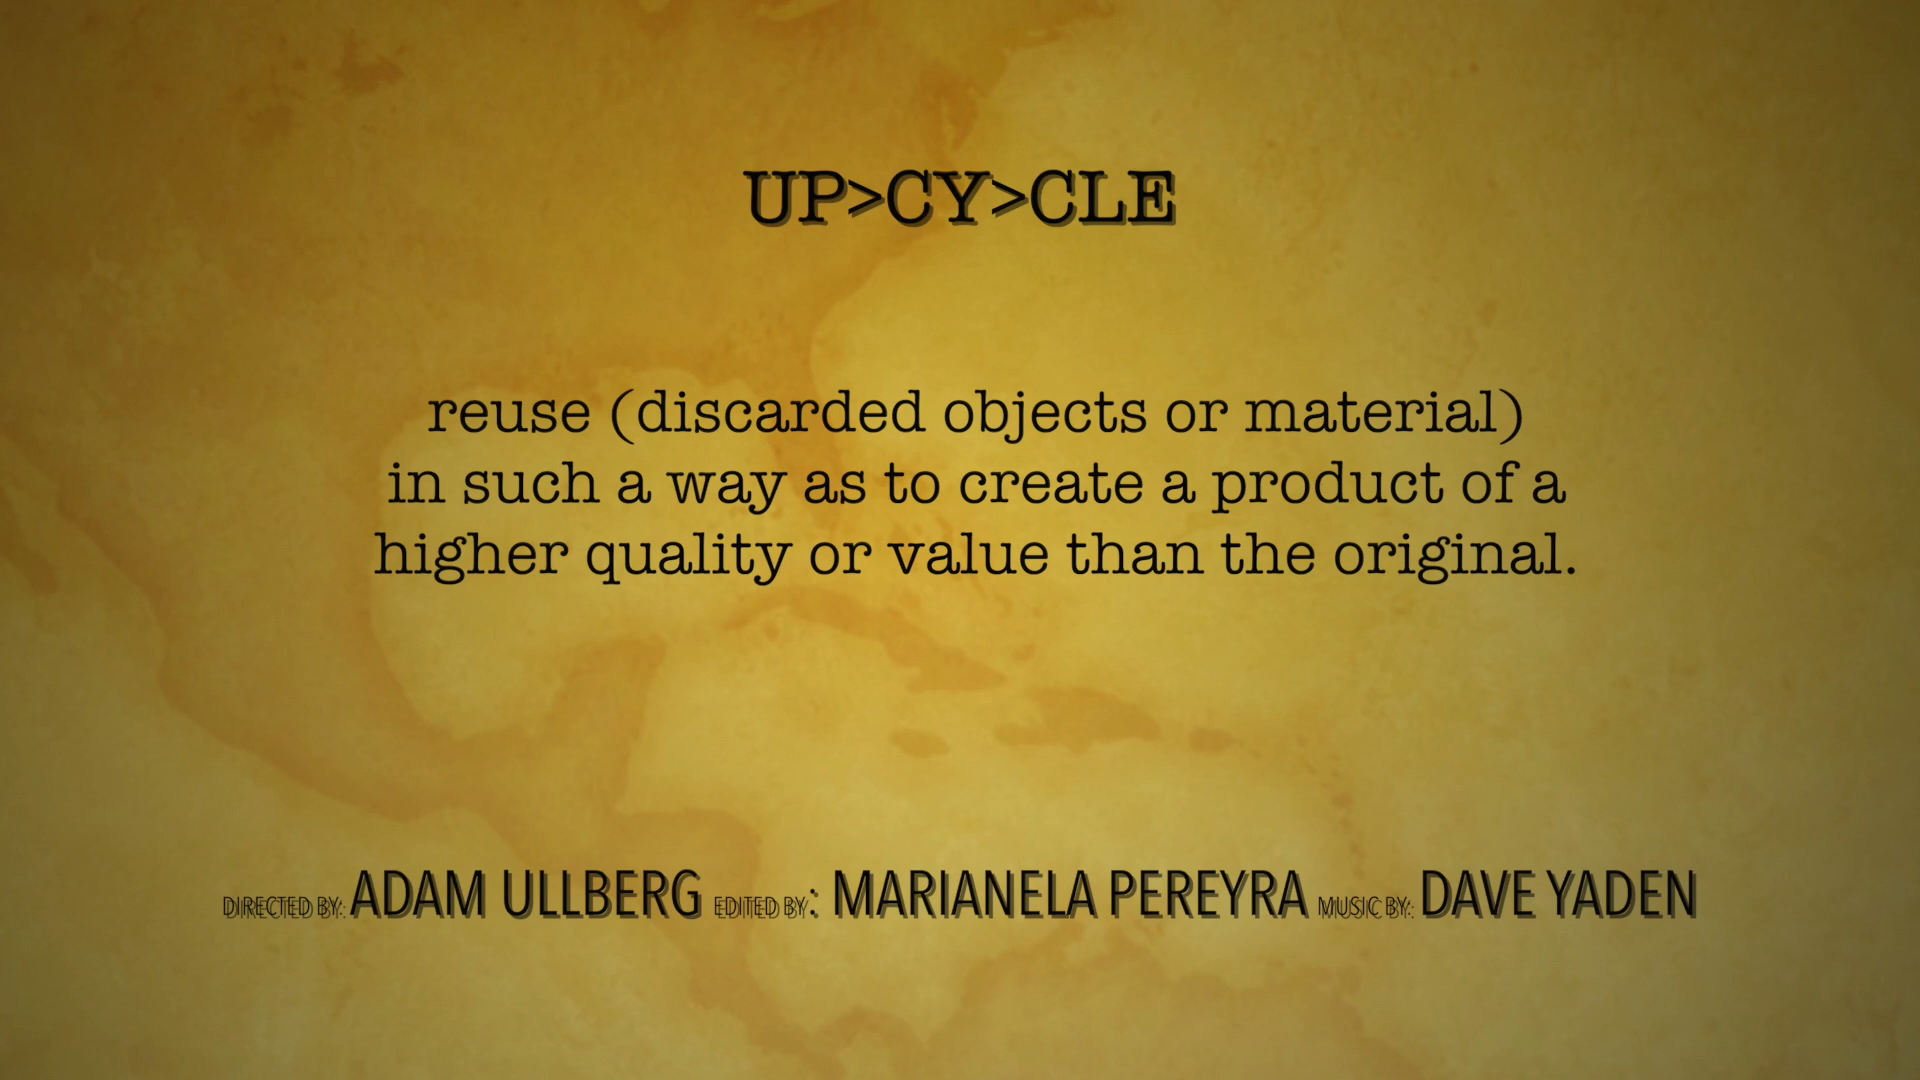 UP>CY>CLE
reuse (discarded objects or material)
in such a way as to create a product of a
higher quality or value than the original.
DIRECTED BY: ADAM ULLBERG EDITED BY: MARIANELA PEREYRA MUSIC BY: DAVE YADEN